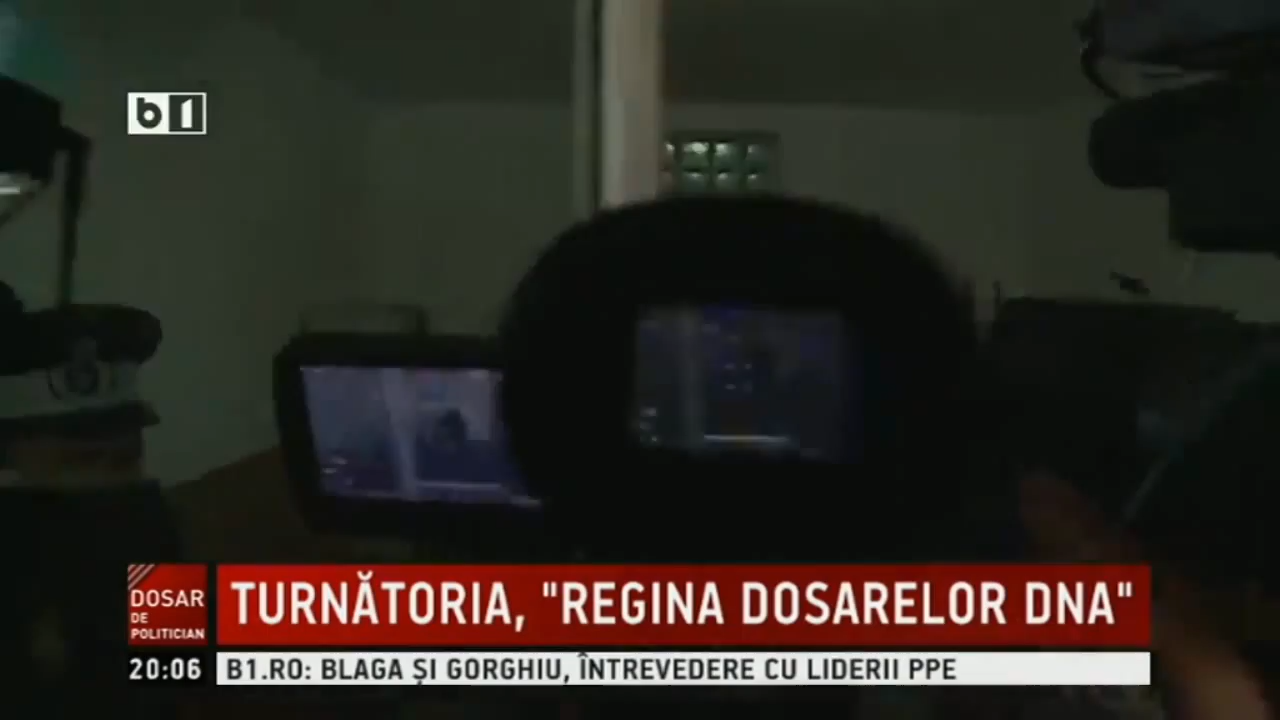 b1
DOSAR
DE
POLITICIAN
TURNĂTORIA, "REGINA DOSARELOR DNA"
20:06
B1.RO: BLAGA ȘI GORGHIU, ÎNTREVEDERE CU LIDERII PPE